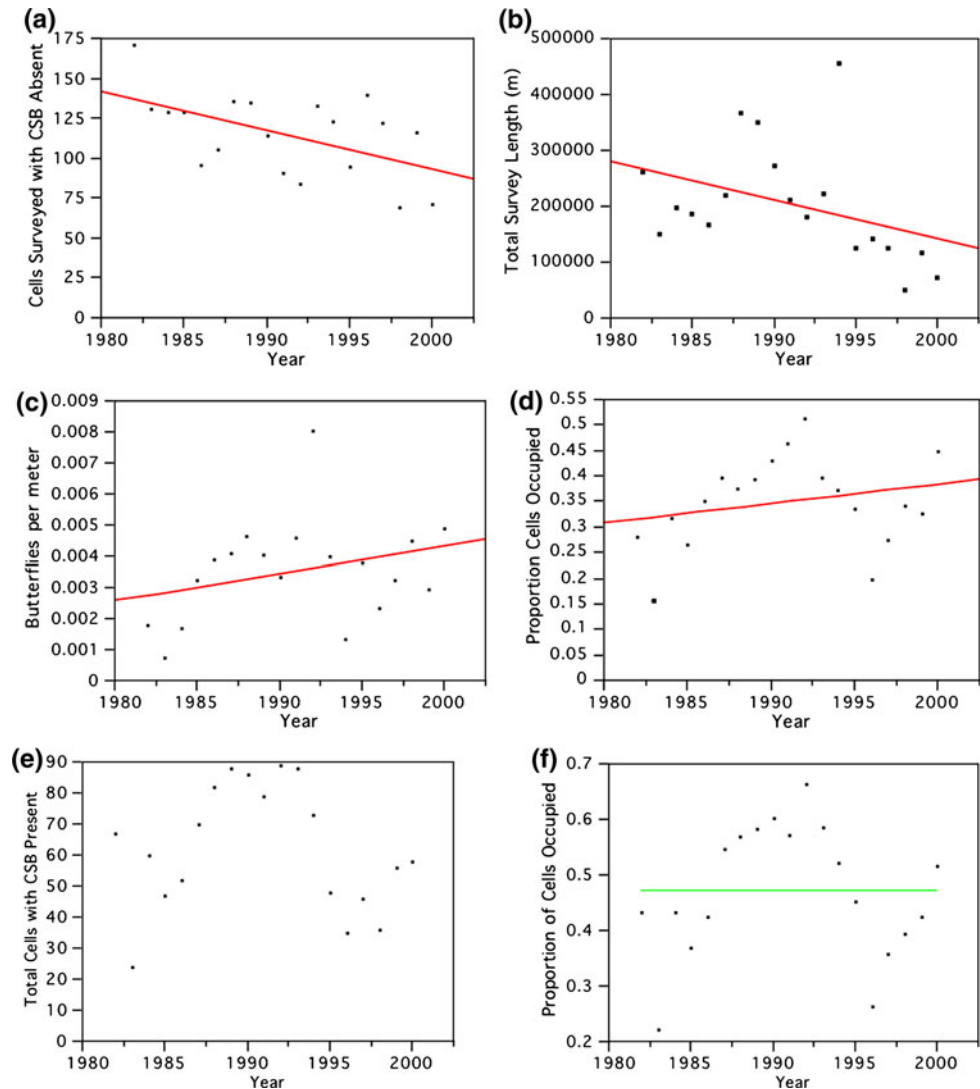 (a)
Cells Surveyed with CSB Absent
175
150
125
100
75
50
25
0
1980 1985 1990 1995 2000
Year
(b)
Total Survey Length (m)
500000
400000
300000
200000
100000
0
1980 1985 1990 1995 2000
Year
(c)
Butterflies per meter
0.009
0.008
0.007
0.006
0.005
0.004
0.003
0.002
0.001
0
1980 1985 1990 1995 2000
Year
(d)
Proportion Cells Occupied
0.55
0.5
0.45
0.4
0.35
0.3
0.25
0.2
0.15
0.1
0.05
0
1980 1985 1990 1995 2000
Year
(e)
Total Cells with CSB Present
90
80
70
60
50
40
30
20
10
0
1980 1985 1990 1995 2000
Year
(f)
Proportion of Cells Occupied
0.7
0.6
0.5
0.4
0.3
0.2
1980 1985 1990 1995 2000
Year